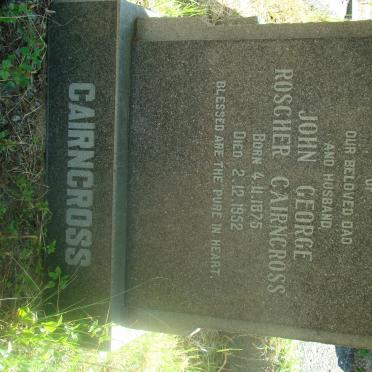 OUR BELOVED DAD
AND HUSBAND,
JOHN GEORGE
ROSCHER CAIRNCROSS
BORN 4.11.1875
DIED 2.12.1952
BLESSED ARE THE PURE IN HEART.
CAIRNCROSS